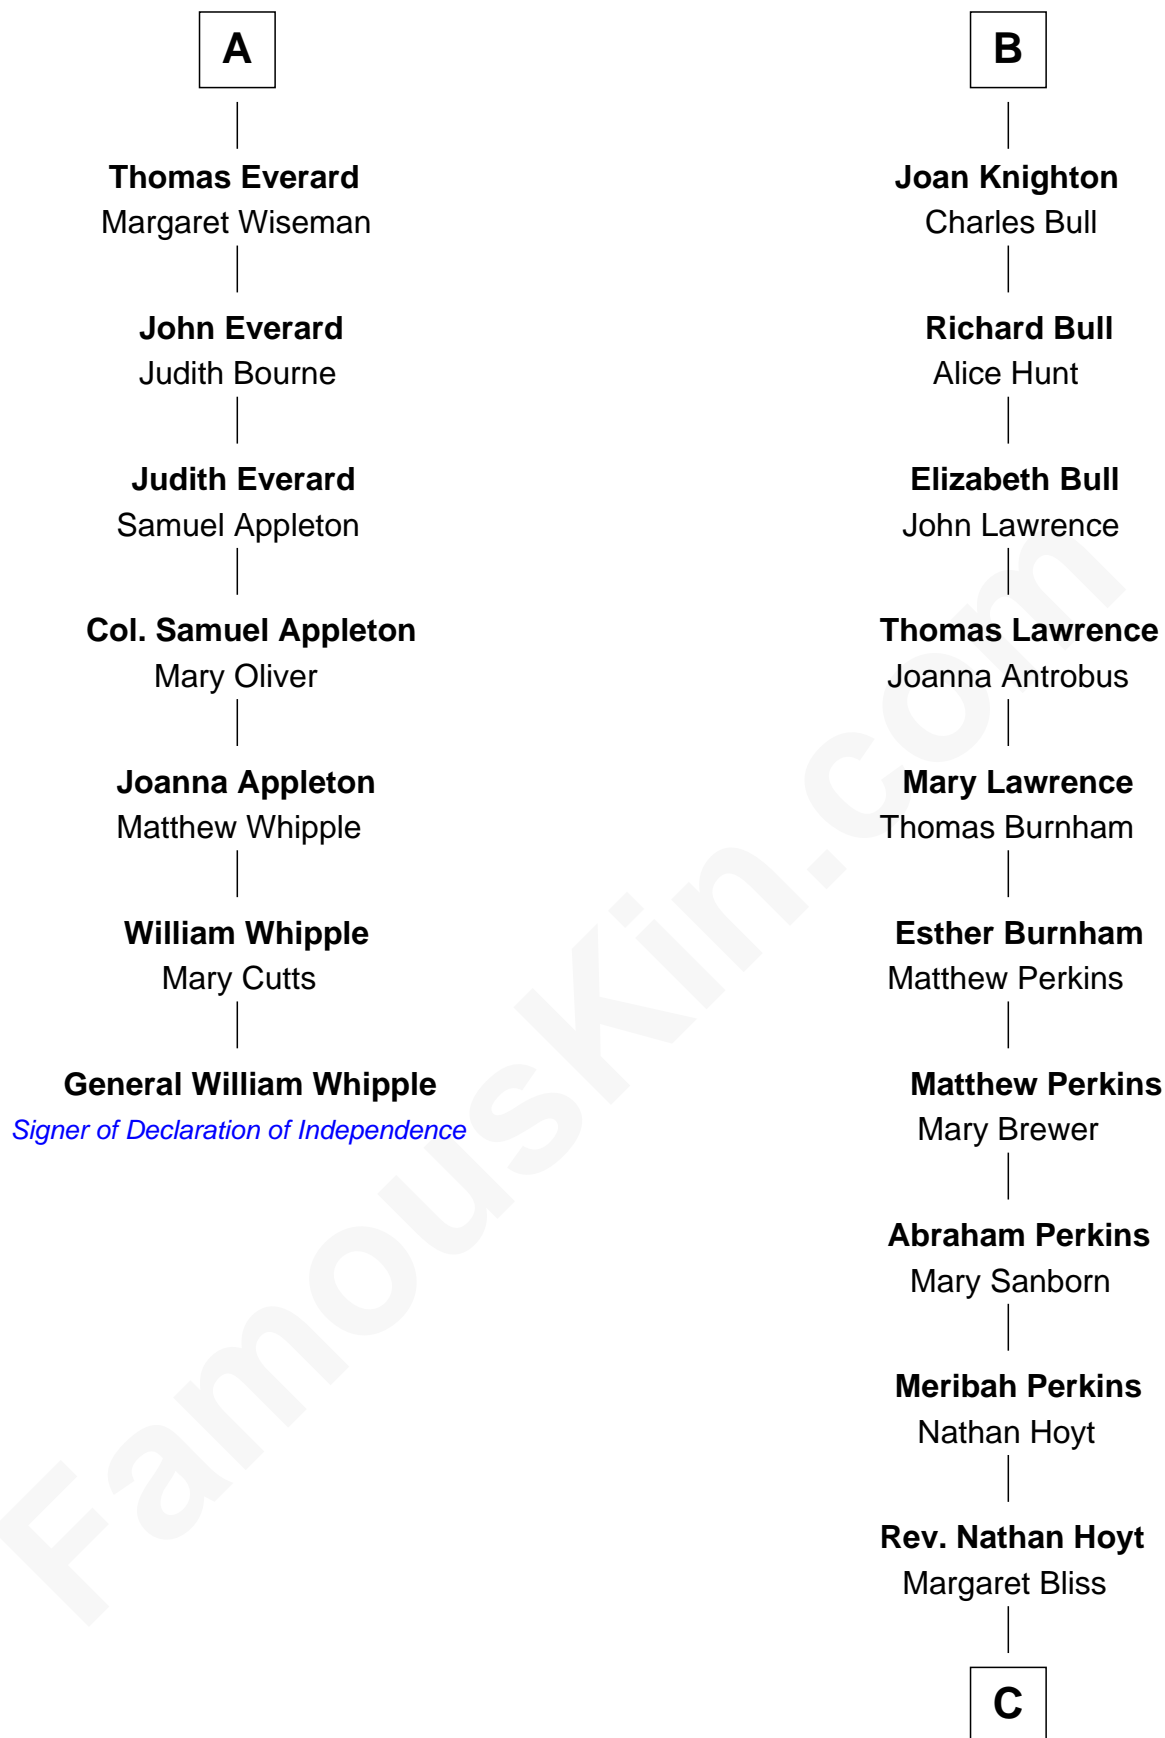 A
Thomas Everard
Margaret Wiseman
John Everard
Judith Bourne
Judith Everard
Samuel Appleton
Col. Samuel Appleton
Mary Oliver
Joanna Appleton
Matthew Whipple
William Whipple
Mary Cutts
General William Whipple
Signer of Declaration of Independence
B
Joan Knighton
Charles Bull
Richard Bull
Alice Hunt
Elizabeth Bull
John Lawrence
Thomas Lawrence
Joanna Antrobus
Mary Lawrence
Thomas Burnham
Esther Burnham
Matthew Perkins
Matthew Perkins
Mary Brewer
Abraham Perkins
Mary Sanborn
Meribah Perkins
Nathan Hoyt
Rev. Nathan Hoyt
Margaret Bliss
C
FamousKin.com